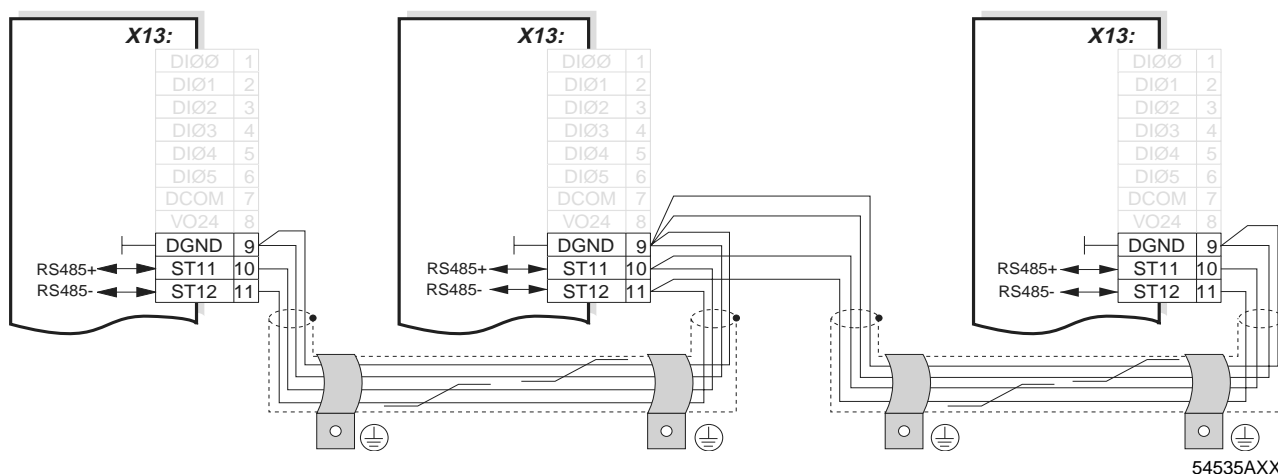 X13:
DIØØ 1
DIØ1 2
DIØ2 3
DIØ3 4
DIØ4 5
DIØ5 6
DCOM 7
VO24 8
DGND 9
RS485+ ST11 10
RS485- ST12 11
X13:
DIØØ 1
DIØ1 2
DIØ2 3
DIØ3 4
DIØ4 5
DIØ5 6
DCOM 7
VO24 8
DGND 9
RS485+ ST11 10
RS485- ST12 11
X13:
DIØØ 1
DIØ1 2
DIØ2 3
DIØ3 4
DIØ4 5
DIØ5 6
DCOM 7
VO24 8
DGND 9
RS485+ ST11 10
RS485- ST12 11
54535AXX